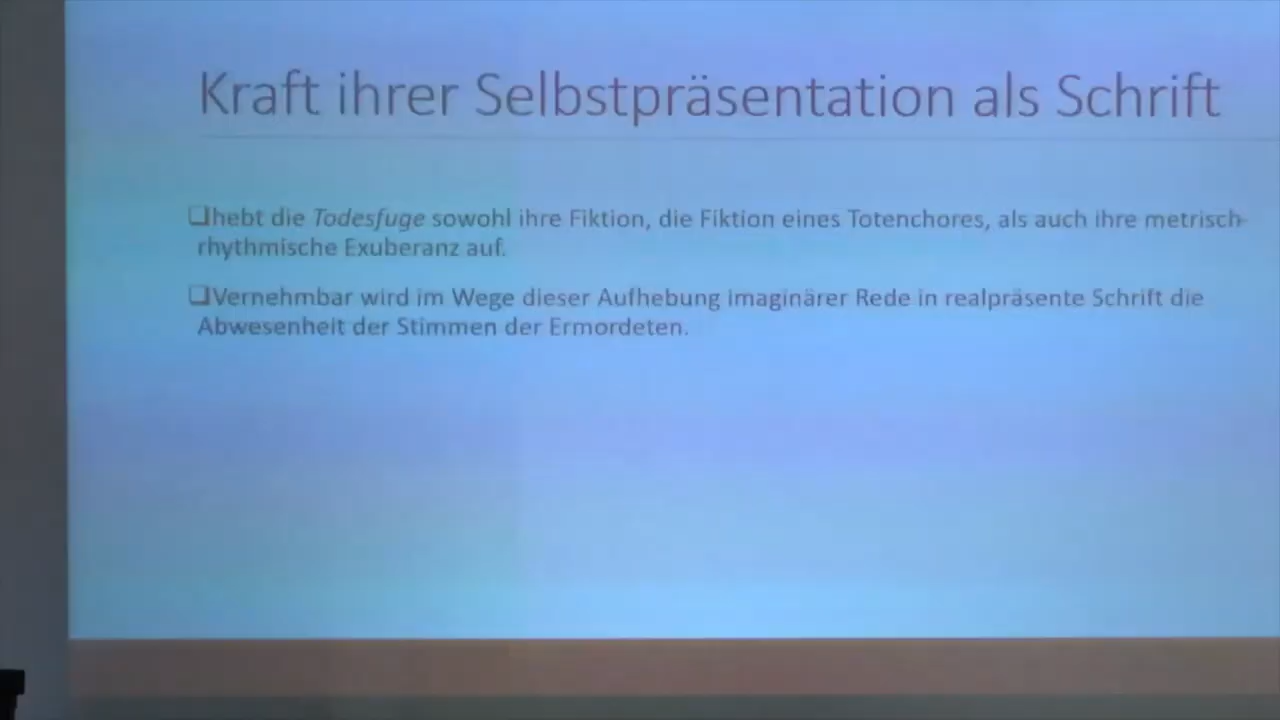 Kraft ihrer Selbstpräsentation als Schrift
❑hebt die Todesfuge sowohl ihre Fiktion, die Fiktion eines Totenchores, als auch ihre metrisch-
rhythmische Exuberanz auf.
❑Vernehmbar wird im Wege dieser Aufhebung imaginärer Rede in realpräsente Schrift die
Abwesenheit der Stimmen der Ermordeten.